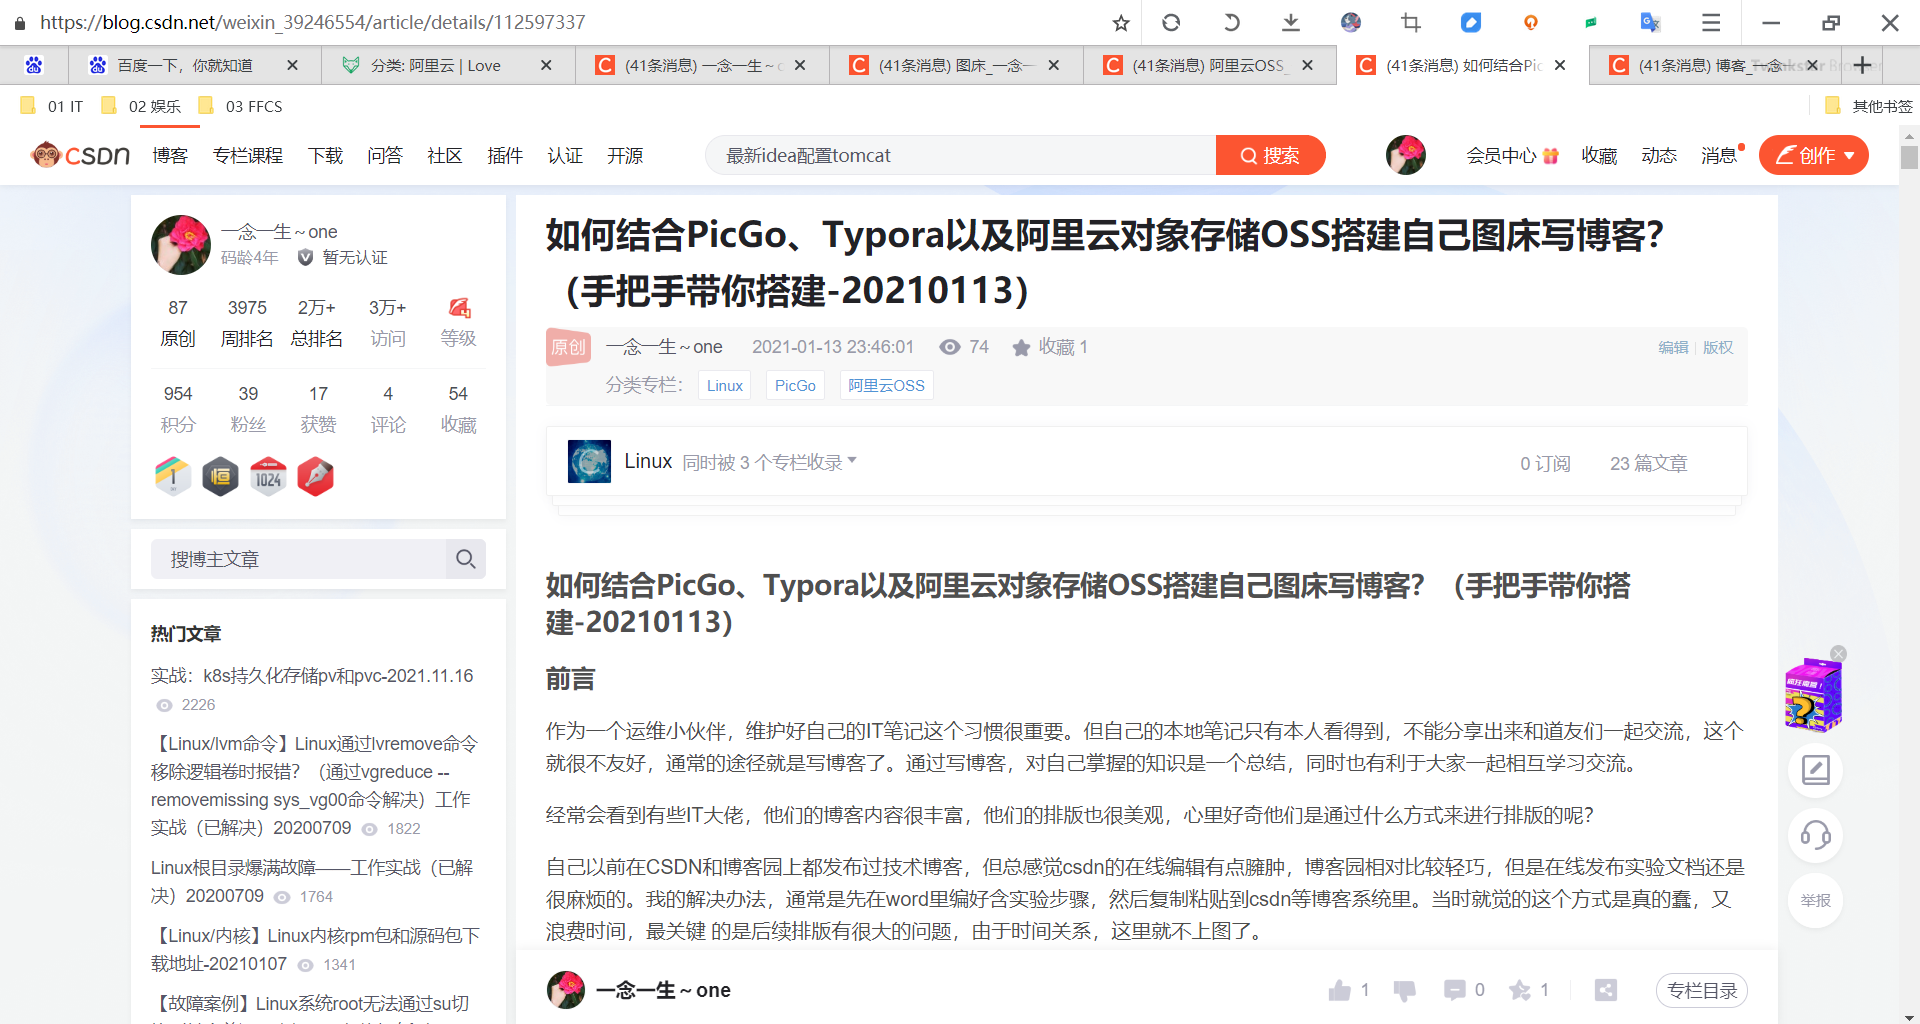 https://blog.csdn.net/weixin_39246554/article/details/112597337
百度一下，你就知道
分类: 阿里云 | Love
(41条消息) 一念一生～
(41条消息) 图床_一念一
(41条消息) 阿里云OSS_
(41条消息) 如何结合Pic
(41条消息) 博客_一念
01 IT
02 娱乐
03 FFCS
其他书签
CSDN
博客
专栏课程
下载
问答
社区
插件
认证
开源
最新idea配置tomcat
搜索
会员中心
收藏
动态
消息
创作
一念一生～one
码龄4年
暂无认证
87 3975 2万+ 3万+
原创 周排名 总排名 访问 等级
954 39 17 4 54
积分 粉丝 获赞 评论 收藏
1 恒 1024
搜博主文章
热门文章
实战：k8s持久化存储pv和pvc-2021.11.16
2226
【Linux/lvm命令】Linux通过lvremove命令
移除逻辑卷时报错？（通过vgreduce --
removemissing sys_vg00命令解决）工作
实战（已解决）20200709 1822
Linux根目录爆满故障——工作实战（已解
决）20200709 1764
【Linux/内核】Linux内核rpm包和源码包下
载地址-20210107 1341
【故障案例】Linux系统root无法通过su切
如何结合PicGo、Typora以及阿里云对象存储OSS搭建自己图床写博客？
（手把手带你搭建-20210113）
原创 一念一生～one 2021-01-13 23:46:01 74 收藏 1
编辑 版权
分类专栏： Linux PicGo 阿里云OSS
Linux 同时被 3 个专栏收录
0 订阅 23 篇文章
如何结合PicGo、Typora以及阿里云对象存储OSS搭建自己图床写博客？（手把手带你搭
建-20210113）
前言
作为一个运维小伙伴，维护好自己的IT笔记这个习惯很重要。但自己的本地笔记只有本人看得到，不能分享出来和道友们一起交流，这个
就很不友好，通常的途径就是写博客了。通过写博客，对自己掌握的知识是一个总结，同时也有利于大家一起相互学习交流。
经常会看到有些IT大佬，他们的博客内容很丰富，他们的排版也很美观，心里好奇他们是通过什么方式来进行排版的呢？
自己以前在CSDN和博客园上都发布过技术博客，但总感觉csdn的在线编辑有点臃肿，博客园相对比较轻巧，但是在线发布实验文档还是
很麻烦的。我的解决办法，通常是先在word里编好含实验步骤，然后复制粘贴到csdn等博客系统里。当时就觉的这个方式是真的蠢，又
浪费时间，最关键 的是后续排版有很大的问题，由于时间关系，这里就不上图了。
举报
一念一生～one
1
0
1
专栏目录